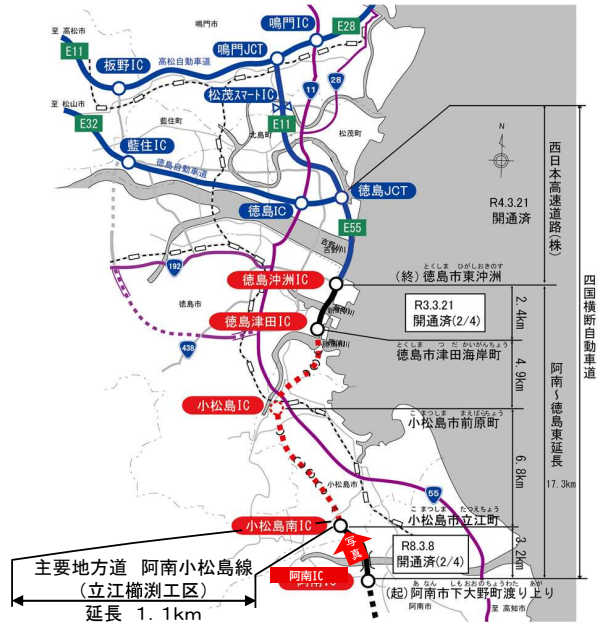 鳴門市
至 高松市
E11
板野IC
高松自動車道
鳴門JCT
鳴門IC
E28
至 松山市
E32
藍住町
松茂スマートIC
11
28
北島町
E11
松茂町
藍住IC
徳島自動車道
徳島IC
徳島JCT
吉野川
E55
N
R4.3.21
開通済
西日本高速道路(株)
四国横断自動車道
192
徳島市
438
徳島沖洲IC
とくしま ひがしおきのす
(終)徳島市東沖洲
R3.3.21
開通済(2/4)
2.4km
徳島津田IC
とくしま つ だ かいがんちょう
徳島市津田海岸町
4.9km
阿南~徳島東延長
17.3km
小松島IC
こ まつしま まえばらちょう
小松島市前原町
6.8km
小松島市
55
こ まつしま たつえちょう
小松島市立江町
小松島南IC
写真
R8.3.8
開通済(2/4)
3.2km
阿南IC
あ なん しもおおのちょうわた あが
(起)阿南市下大野町渡り上り
阿南市
至 高知市
主要地方道 阿南小松島線
(立江櫛渕工区)
延長 1.1km